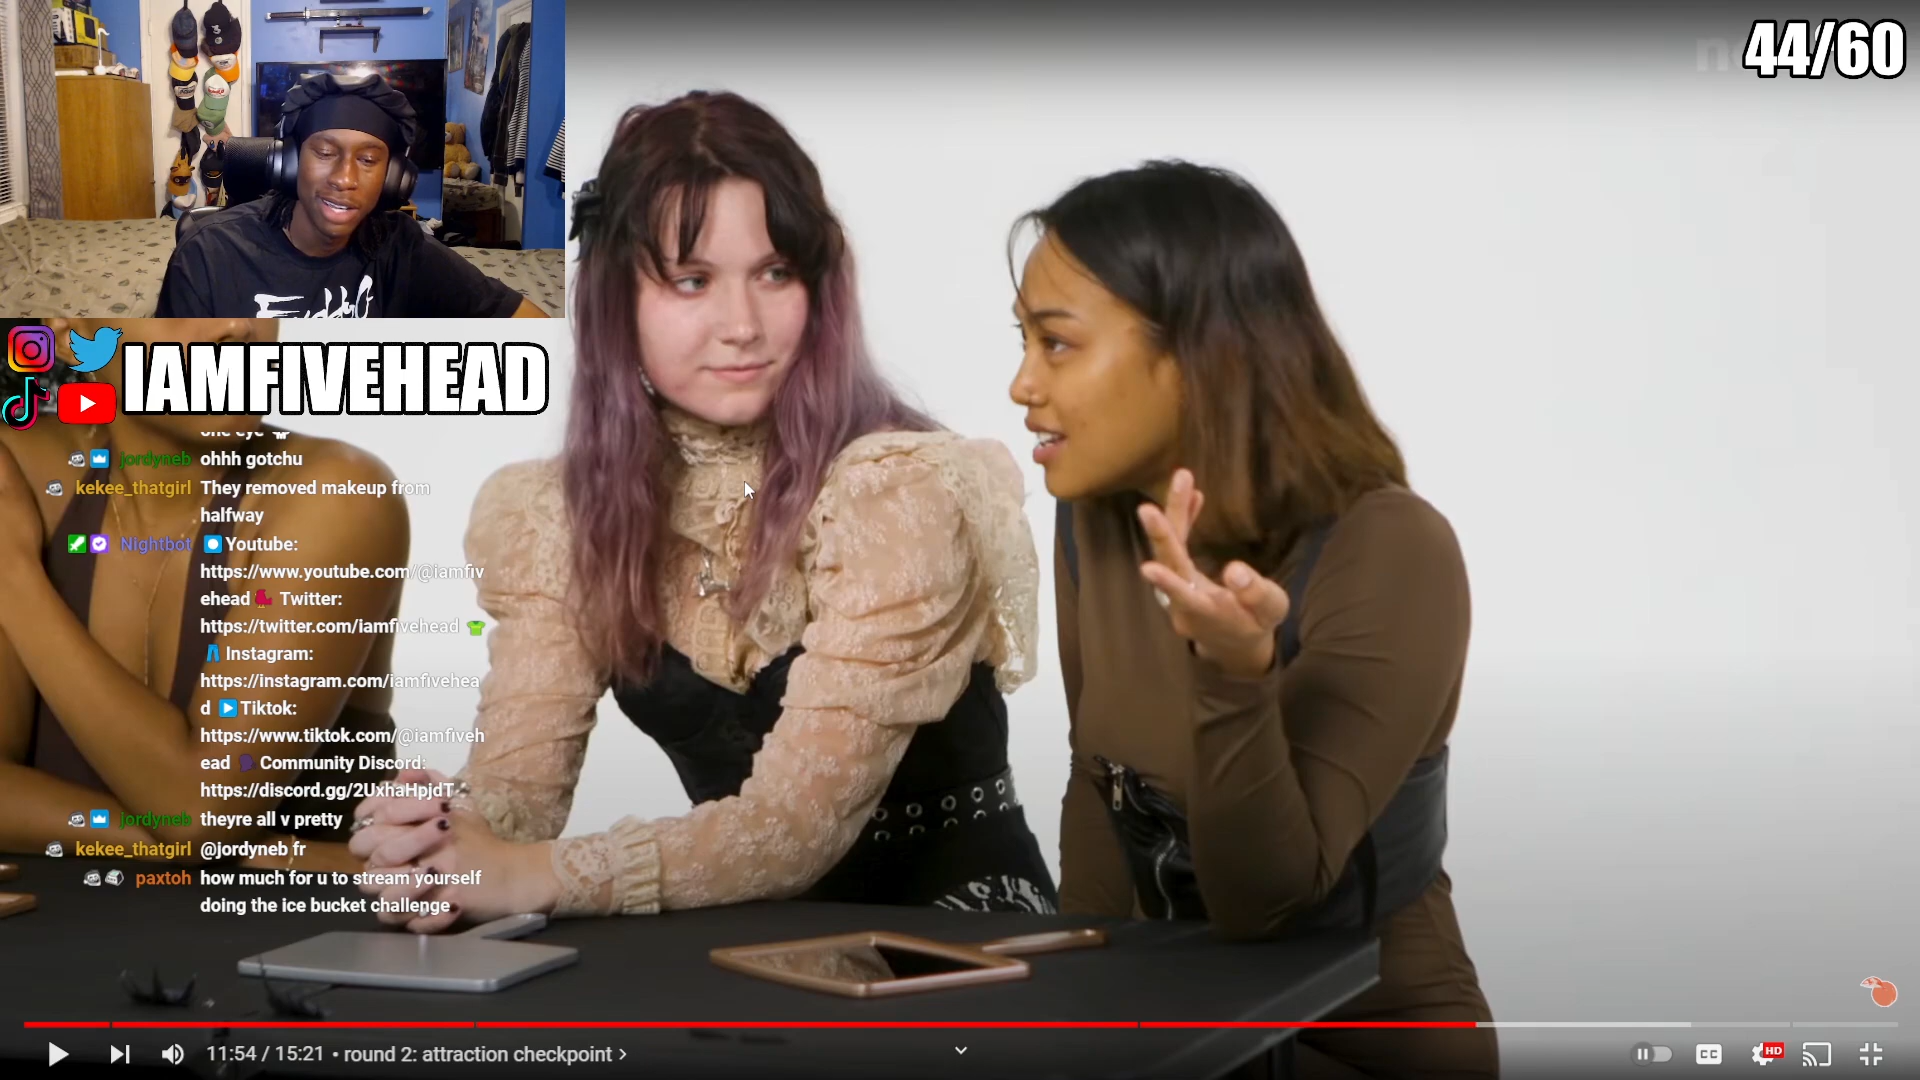 44/60
IAMFIVEHEAD
one eye
jordyneb ohhh gotchu
kekee_thatgirl They removed makeup from
halfway
Nightbot Youtube:
https://www.youtube.com/@iamfiv
ehead Twitter:
https://twitter.com/iamfivehead
Instagram:
https://instagram.com/iamfivehea
d Tiktok:
https://www.tiktok.com/@iamfiveh
ead Community Discord:
https://discord.gg/2UxhaHpjdT
jordyneb theyre all v pretty
kekee_thatgirl @jordyneb fr
paxtoh how much for u to stream yourself
doing the ice bucket challenge
11:54 / 15:21 • round 2: attraction checkpoint
CC
HD